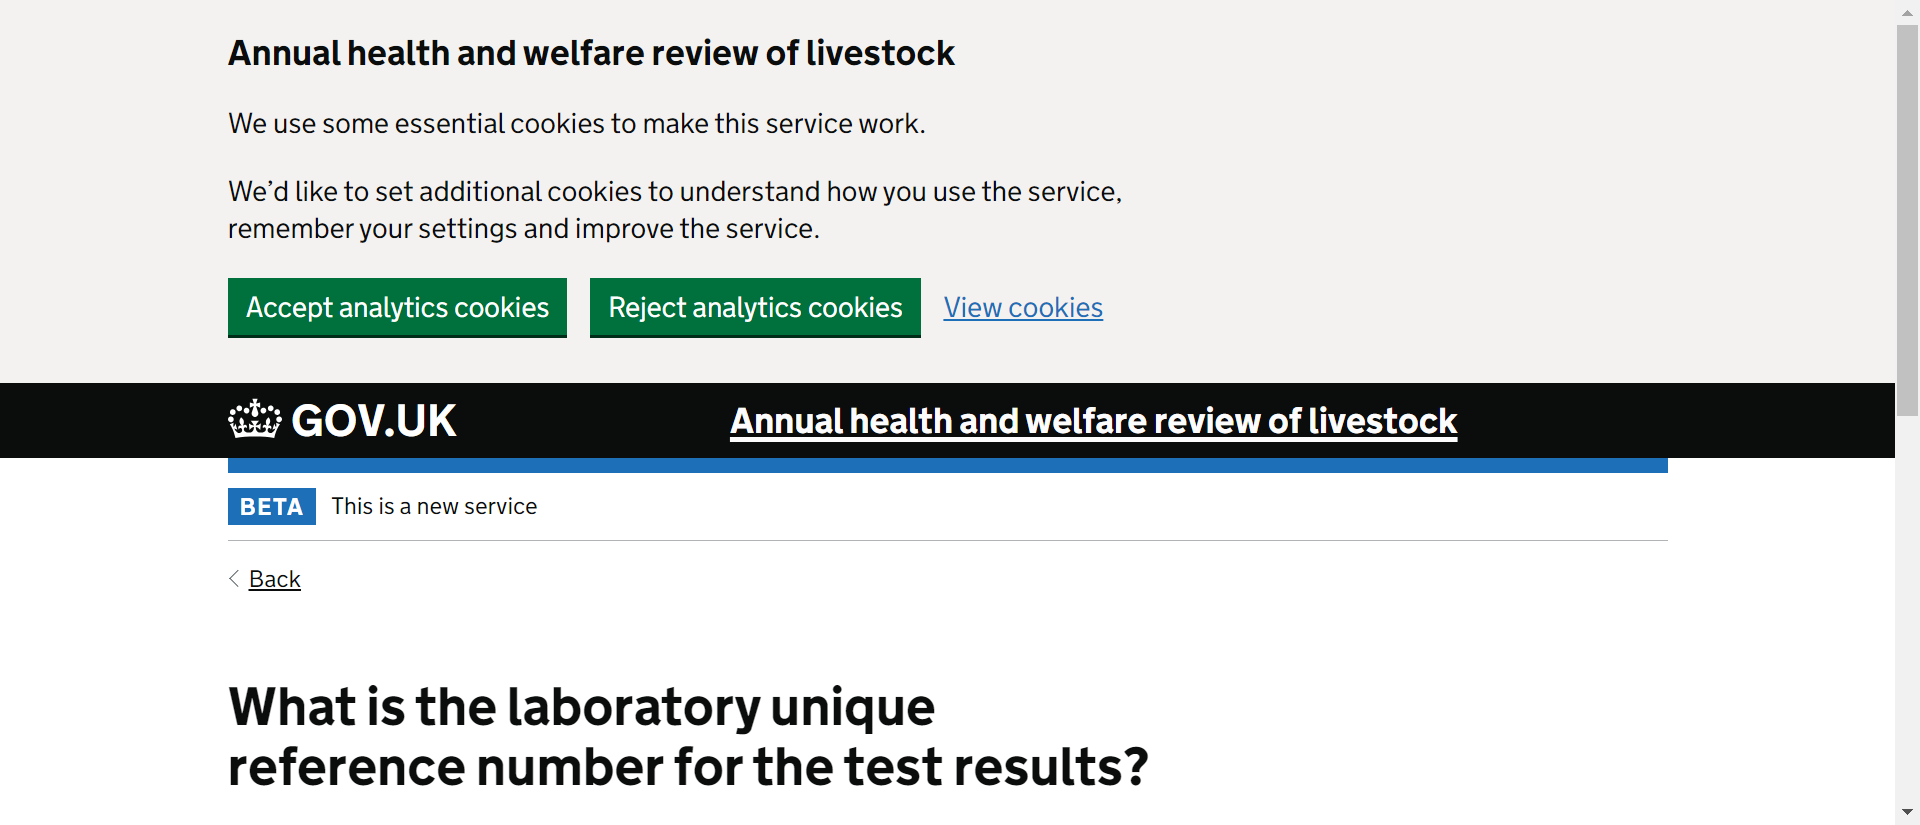 Annual health and welfare review of livestock
We use some essential cookies to make this service work.
We’d like to set additional cookies to understand how you use the service,
remember your settings and improve the service.
Accept analytics cookies Reject analytics cookies View cookies
GOV.UK Annual health and welfare review of livestock
BETA This is a new service
Back
What is the laboratory unique
reference number for the test results?